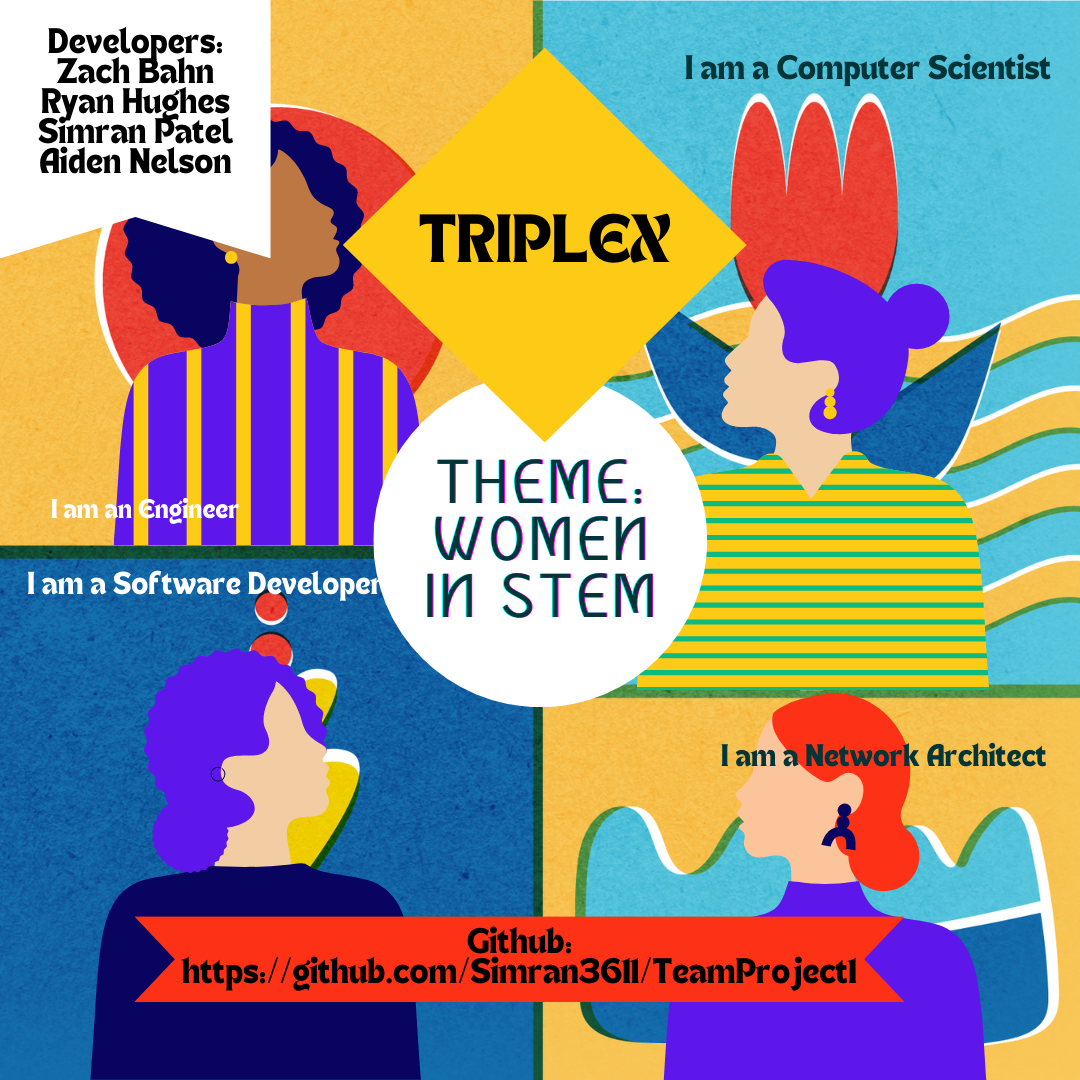 Developers:
Zach Bahn
Ryan Hughes
Simran Patel
Aiden Nelson
I am a Computer Scientist
TRIPLEX
THEME:
WOMEN
IN STEM
I am an Engineer
I am a Software Developer
I am a Network Architect
Github:
https://github.com/Simran3611/TeamProject1